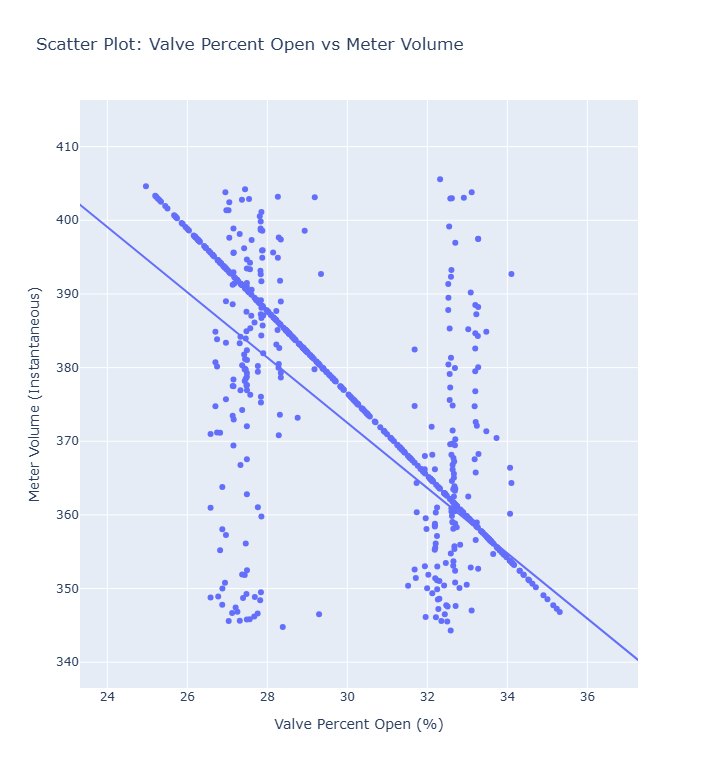 Scatter Plot: Valve Percent Open vs Meter Volume
410
400
390
380
370
360
350
340
Meter Volume (Instantaneous)
24 26 28 30 32 34 36
Valve Percent Open (%)